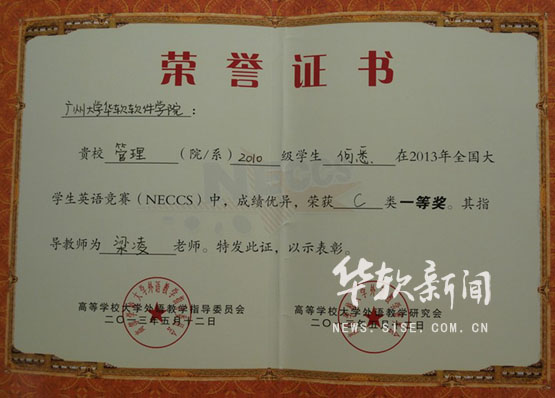 荣誉证书
广州大学华软软件学院：
贵校 管理 （院/系）2010 级学生 何悉 在2013年全国大
学生英语竞赛（NECCS）中，成绩优异，荣获 C 类一等奖。其指
导教师为 梁凌 老师。特发此证，以示表彰。
NECCS
高等学校大学外语教学指导委员会
二〇一三年五月十二日
高等学校大学外语教学研究会
二〇
华软新闻
NEWS.SISE.COM.CN